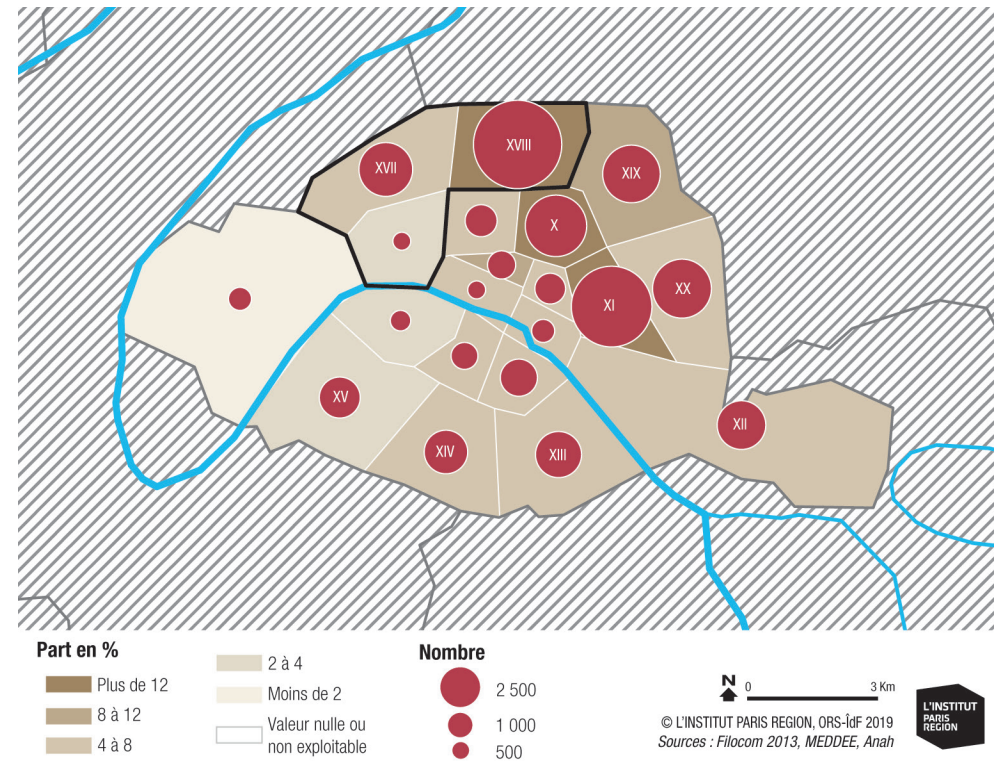 XVIII
XVII
XIX
X
XI
XX
XV
XII
XIV
XIII
Part en %
Plus de 12
8 à 12
4 à 8
2 à 4
Moins de 2
Valeur nulle ou
non exploitable
Nombre
2 500
1 000
500
N
0
3 Km
© L'INSTITUT PARIS REGION, ORS-ÎdF 2019
Sources : Filocom 2013, MEDDEE, Anah
L'INSTITUT
PARIS
REGION